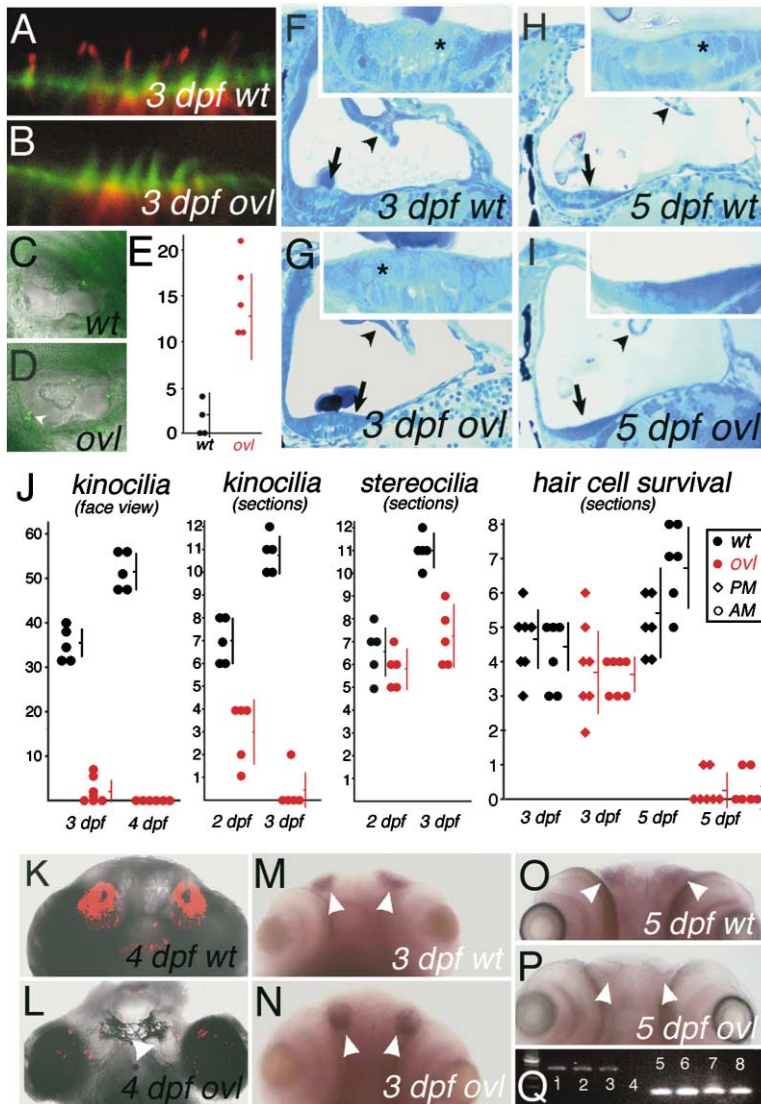 A
3 dpf wt
B
3 dpf ovl
C
wt
D
ovl
E
20
15
10
5
0
wt
ovl
F
*
3 dpf wt
G
*
3 dpf ovl
H
*
5 dpf wt
I
5 dpf ovl
J
kinocilia
(face view)
60
50
40
30
20
10
3 dpf
4 dpf
kinocilia
(sections)
12
11
10
9
8
7
6
5
4
3
2
1
2 dpf
3 dpf
stereocilia
(sections)
12
11
10
9
8
7
6
5
4
3
2
1
2 dpf
3 dpf
hair cell survival
(sections)
8
7
6
5
4
3
2
1
0
3 dpf
3 dpf
5 dpf
5 dpf
wt
ovl
PM
AM
K
4 dpf wt
L
4 dpf ovl
M
3 dpf wt
N
3 dpf ovl
O
5 dpf wt
P
5 dpf ovl
Q
1 2 3 4 5 6 7 8